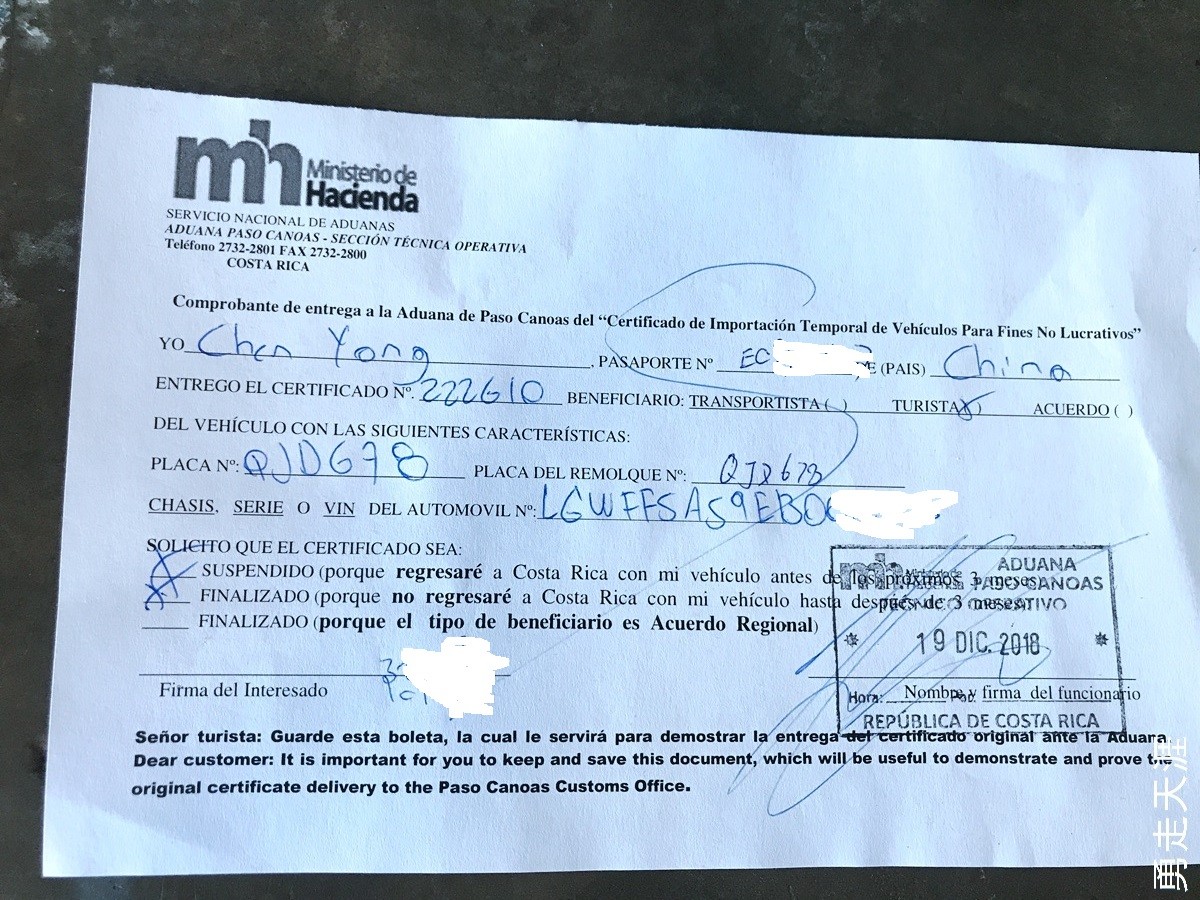 mh Ministerio de
Hacienda
SERVICIO NACIONAL DE ADUANAS
ADUANA PASO CANOAS - SECCIÓN TÉCNICA OPERATIVA
Teléfono 2732-2801 FAX 2732-2800
COSTA RICA
Comprobante de entrega a la Aduana de Paso Canoas del “Certificado de Importación Temporal de Vehículos Para Fines No Lucrativos”
YO Chen Yong, PASAPORTE Nº EC E (PAIS) China
ENTREGO EL CERTIFICADO Nº. 222610 BENEFICIARIO: TRANSPORTISTA ( ) TURISTA (X) ACUERDO ( )
DEL VEHÍCULO CON LAS SIGUIENTES CARACTERÍSTICAS:
PLACA Nº: QJD678 PLACA DEL REMOLQUE Nº: QJD678
CHASIS, SERIE O VIN DEL AUTOMOVIL Nº: LGWFFSAS9EB0
SOLICITO QUE EL CERTIFICADO SEA:
X SUSPENDIDO (porque regresaré a Costa Rica con mi vehículo antes de los próximos 3 meses)
X FINALIZADO (porque no regresaré a Costa Rica con mi vehículo hasta después de 3 meses)
FINALIZADO (porque el tipo de beneficiario es Acuerdo Regional)
ADUANA
PASO CANOAS
19 DIC. 2018
Firma del Interesado
Hora: Nombre y firma del funcionario
REPÚBLICA DE COSTA RICA
Señor turista: Guarde esta boleta, la cual le servirá para demostrar la entrega del certificado original ante la Aduana.
Dear customer: It is important for you to keep and save this document, which will be useful to demonstrate and prove the
original certificate delivery to the Paso Canoas Customs Office.
勇走天涯